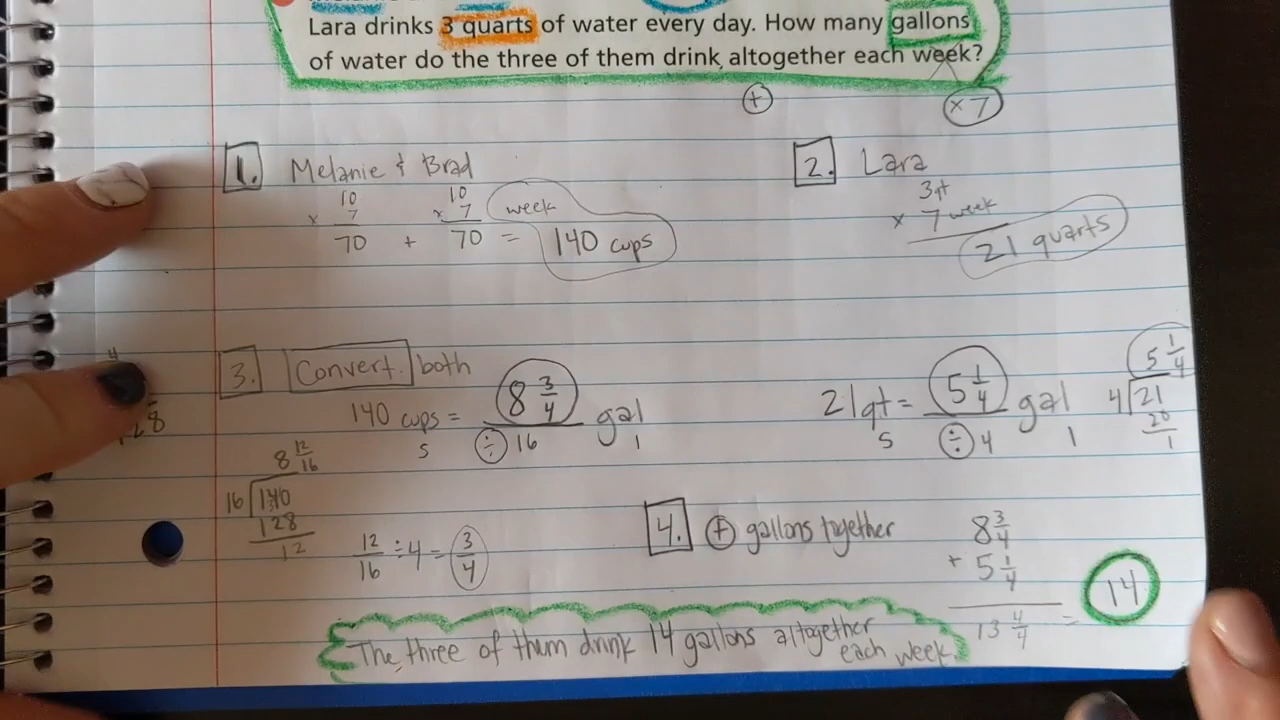 Lara drinks 3 quarts of water every day. How many gallons
of water do the three of them drink altogether each week?
+ × 7
1. Melanie & Brad
10 10
× 7 × 7 week
70 + 70 = 140 cups
2. Lara
3qt
× 7 week
21 quarts
3. Convert both
140 cups = 8 3/4 gal
S ÷ 16 1
8 12/16
16 140
128
12
12/16 ÷ 4 = 3/4
21qt = 5 1/4 gal
S ÷ 4 1
5 1/4
4 21
20
1
4. + gallons together
8 3/4
+ 5 1/4
13 4/4 = 14
The three of them drink 14 gallons altogether
each week.